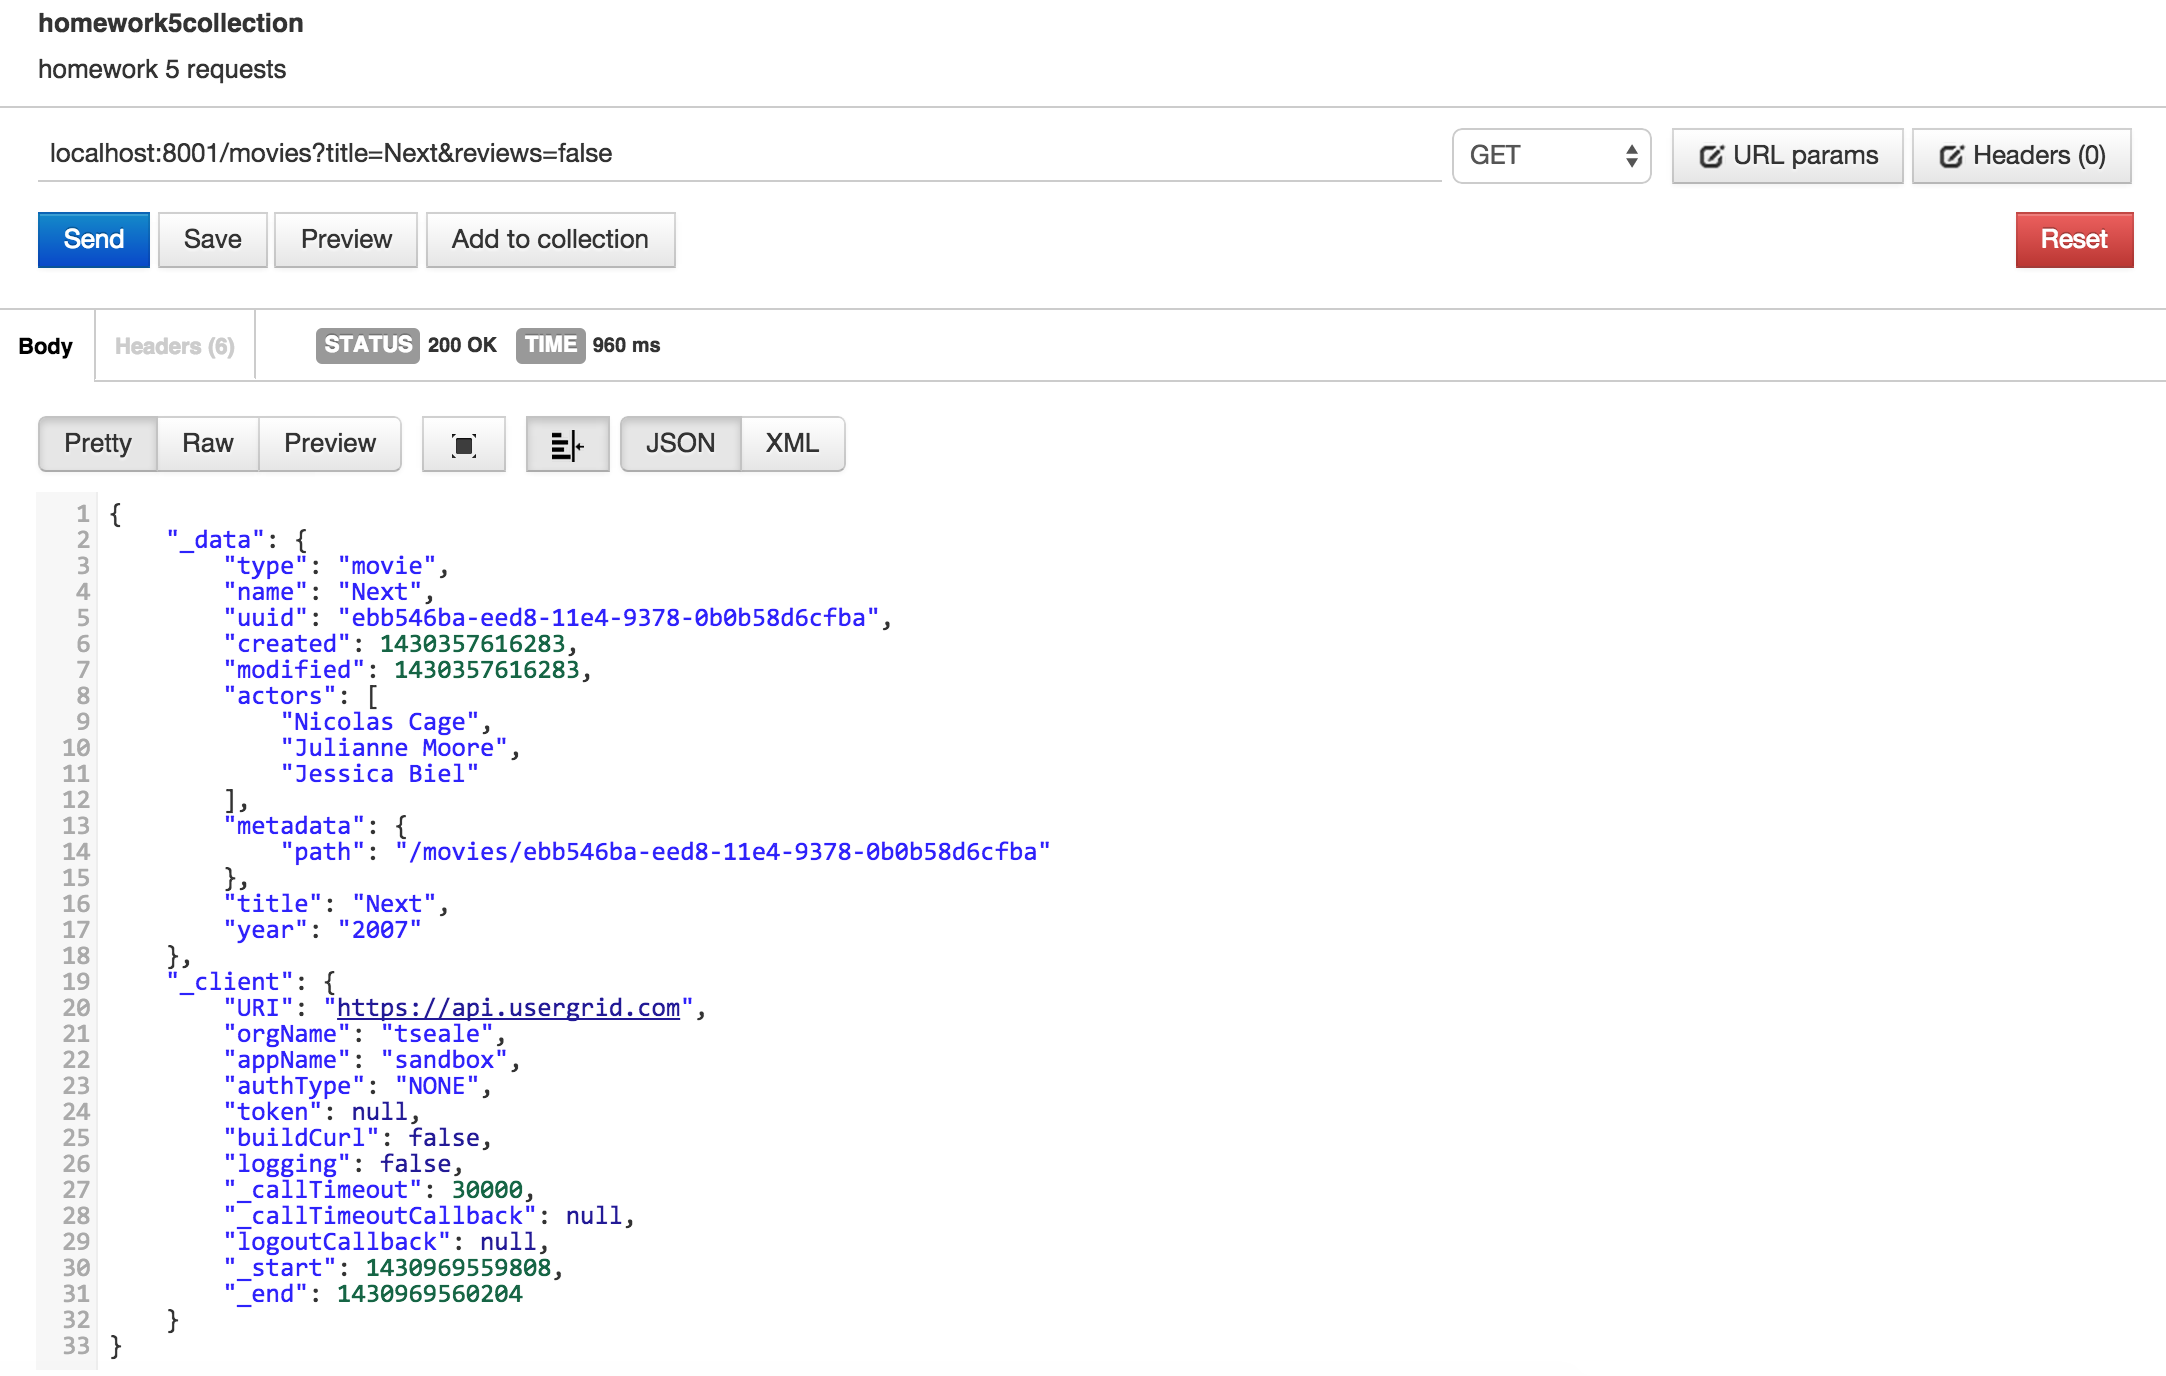 homework5collection
homework 5 requests
localhost:8001/movies?title=Next&reviews=false GET URL params Headers (0)
Send Save Preview Add to collection Reset
Body Headers (6) STATUS 200 OK TIME 960 ms
Pretty Raw Preview JSON XML
1 {
2     "_data": {
3         "type": "movie",
4         "name": "Next",
5         "uuid": "ebb546ba-eed8-11e4-9378-0b0b58d6cfba",
6         "created": 1430357616283,
7         "modified": 1430357616283,
8         "actors": [
9             "Nicolas Cage",
10             "Julianne Moore",
11             "Jessica Biel"
12         ],
13         "metadata": {
14             "path": "/movies/ebb546ba-eed8-11e4-9378-0b0b58d6cfba"
15         },
16         "title": "Next",
17         "year": "2007"
18     },
19     "_client": {
20         "URI": "https://api.usergrid.com",
21         "orgName": "tseale",
22         "appName": "sandbox",
23         "authType": "NONE",
24         "token": null,
25         "buildCurl": false,
26         "logging": false,
27         "_callTimeout": 30000,
28         "_callTimeoutCallback": null,
29         "logoutCallback": null,
30         "_start": 1430969559808,
31         "_end": 1430969560204
32     }
33 }